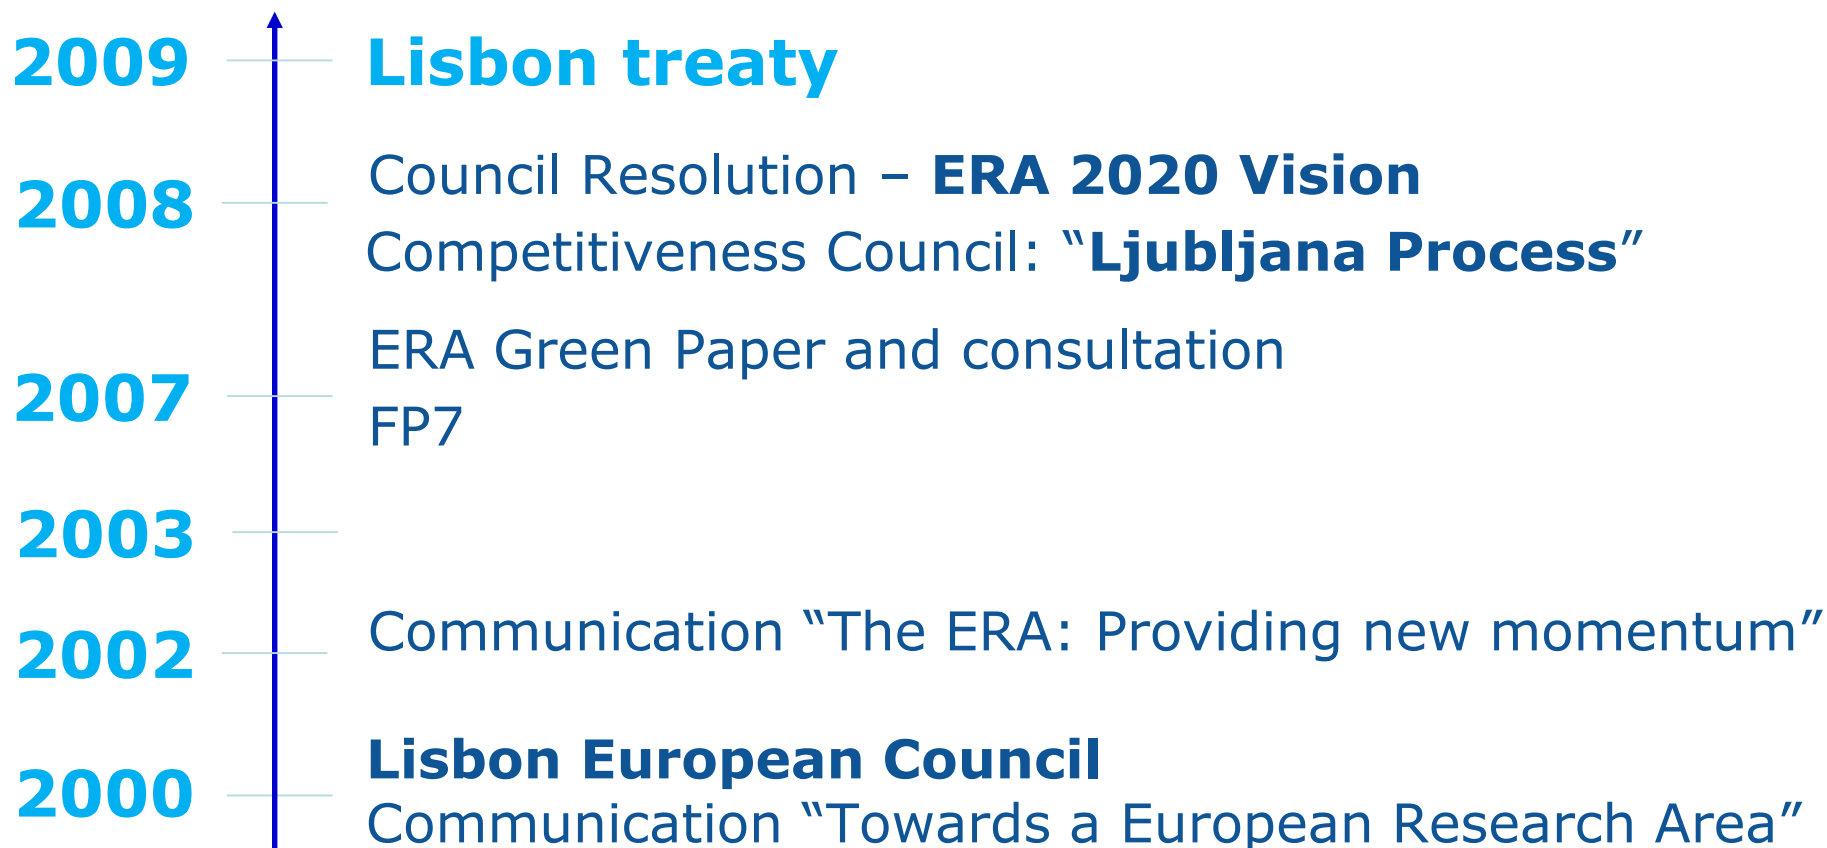 2009 Lisbon treaty
Council Resolution – ERA 2020 Vision
2008
Competitiveness Council: “Ljubljana Process”
ERA Green Paper and consultation
2007
FP7
2003
Communication “The ERA: Providing new momentum”
2002
Lisbon European Council
2000
Communication “Towards a European Research Area”